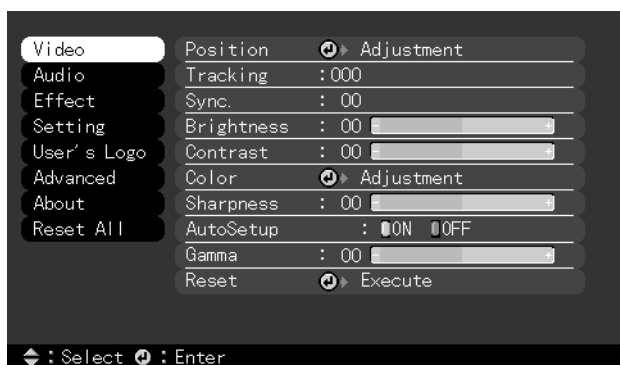 Video
Audio
Effect
Setting
User's Logo
Advanced
About
Reset All
Position Adjustment
Tracking :000
Sync. : 00
Brightness : 00 - +
Contrast : 00 - +
Color Adjustment
Sharpness : 00 - +
AutoSetup : ON OFF
Gamma : 00 - +
Reset Execute
: Select : Enter